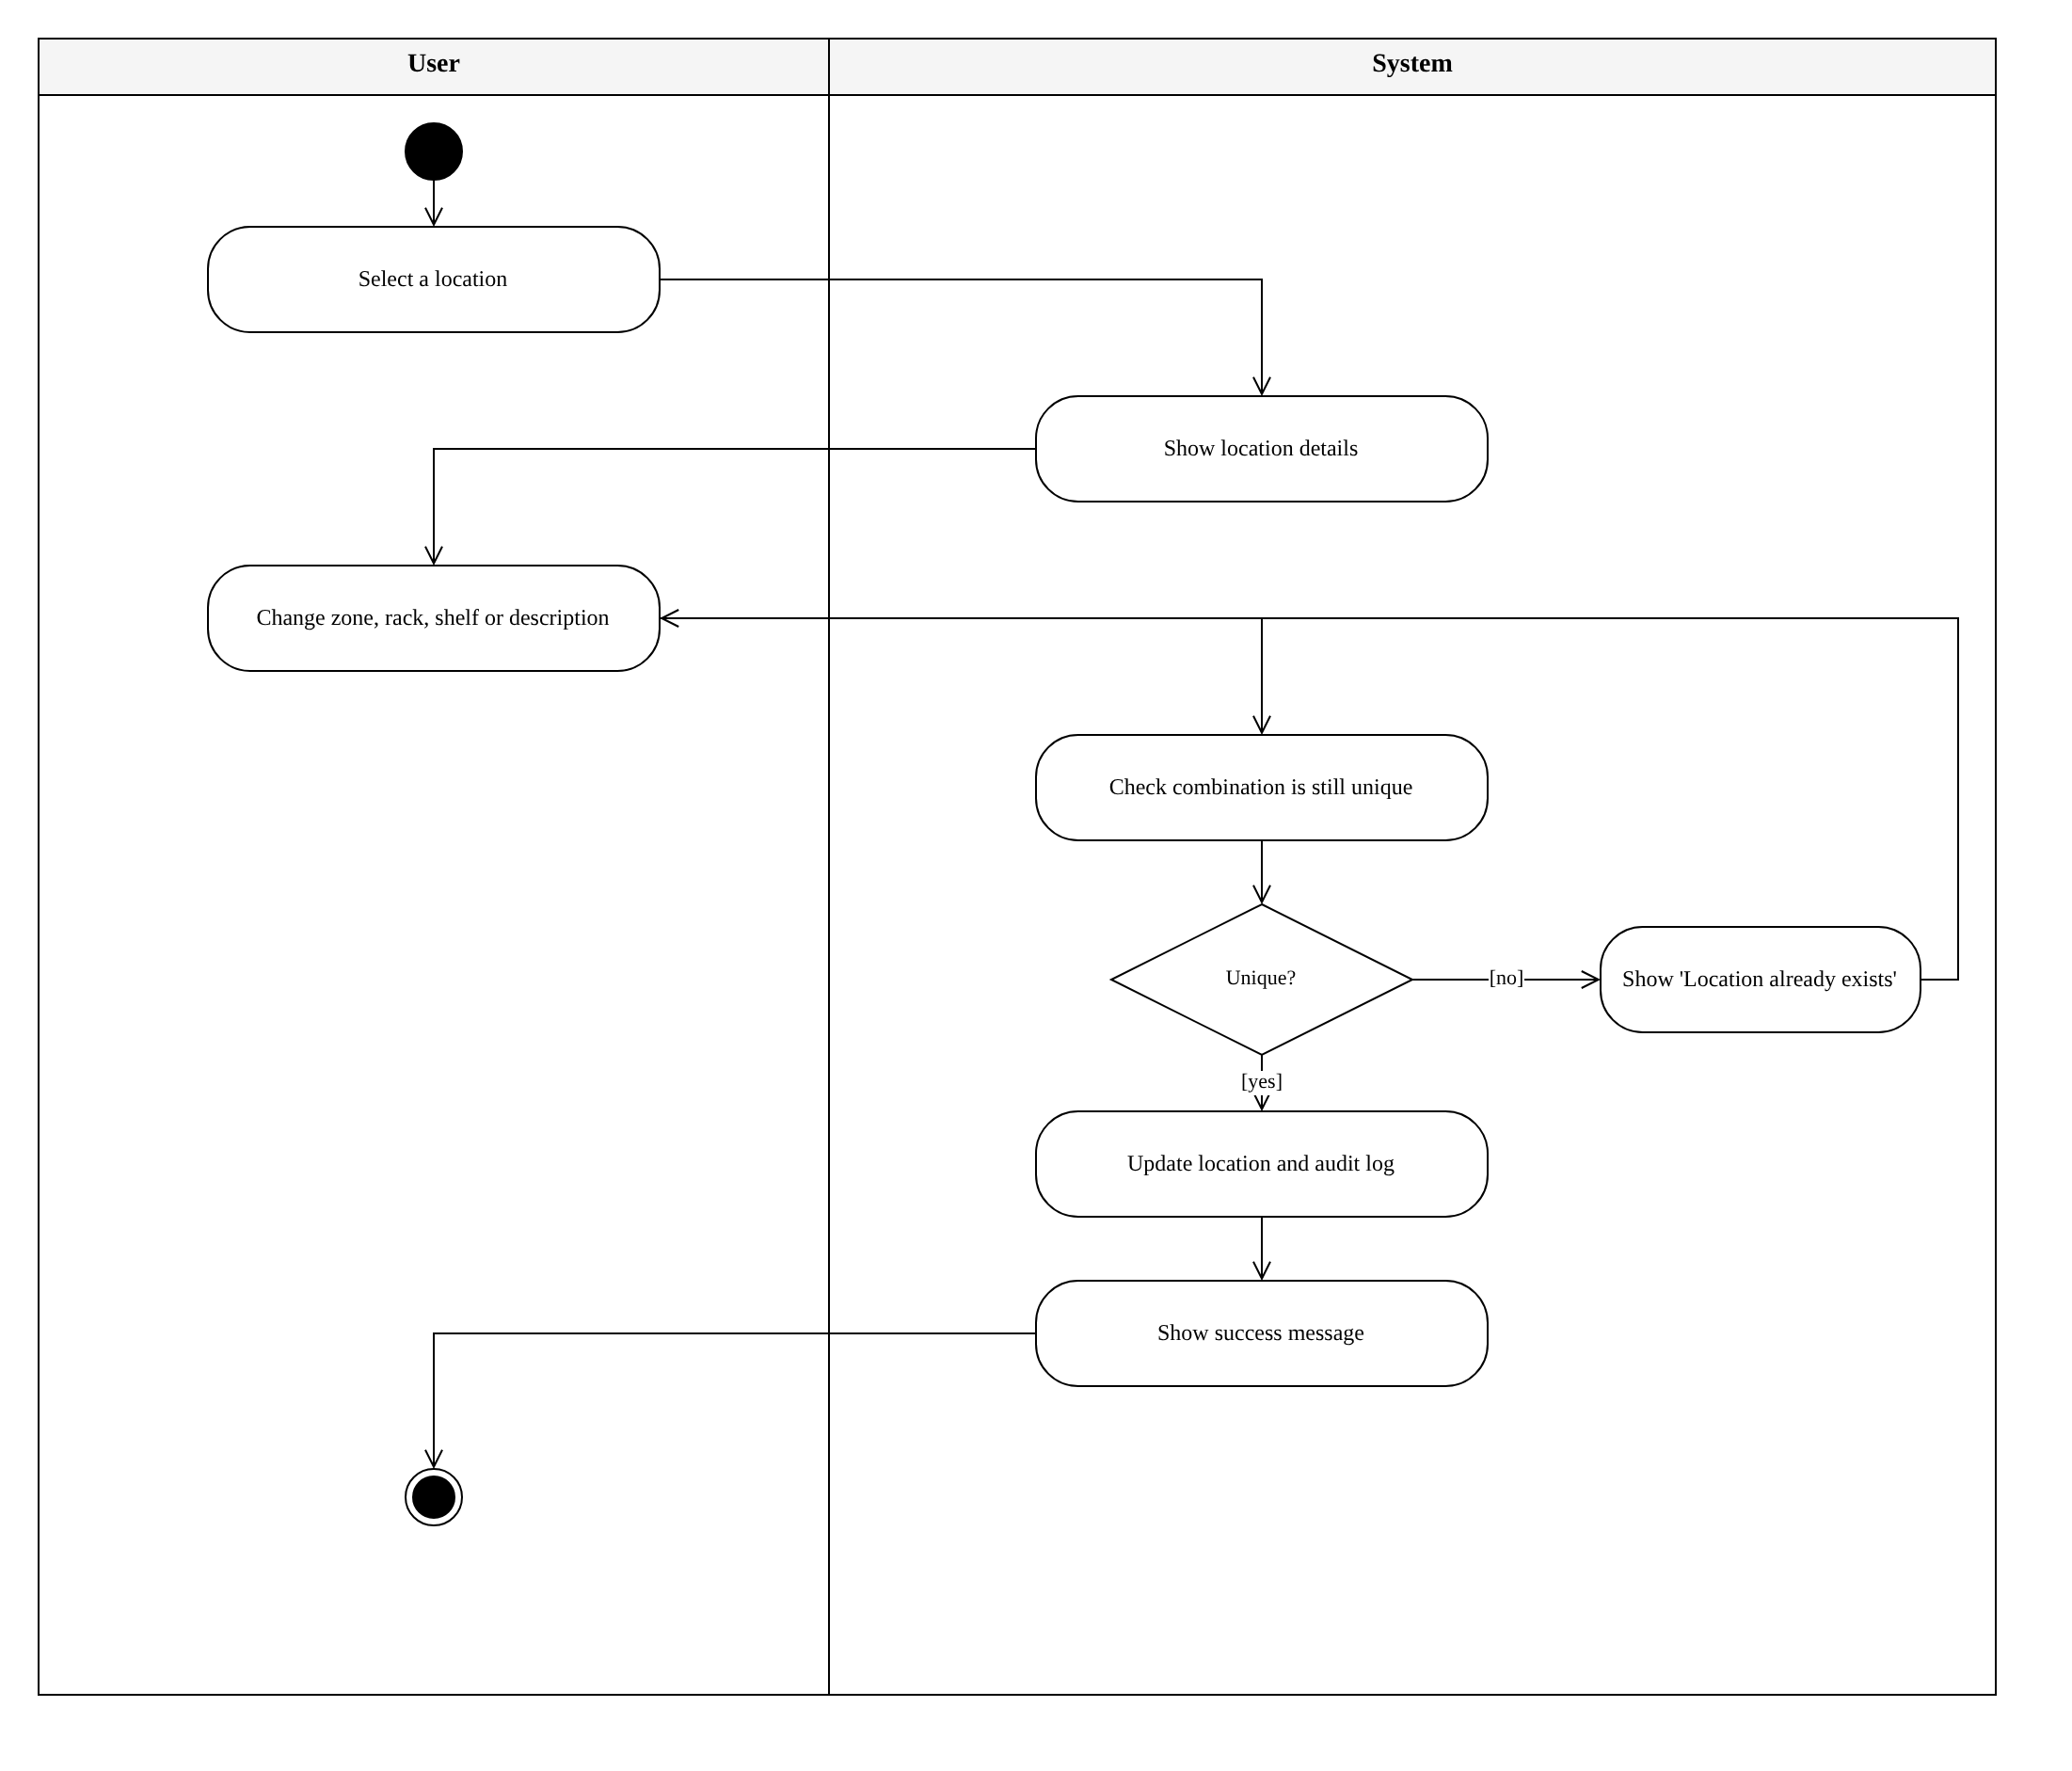 User
System
Select a location
Show location details
Change zone, rack, shelf or description
Check combination is still unique
Unique?
[no]
Show 'Location already exists'
[yes]
Update location and audit log
Show success message